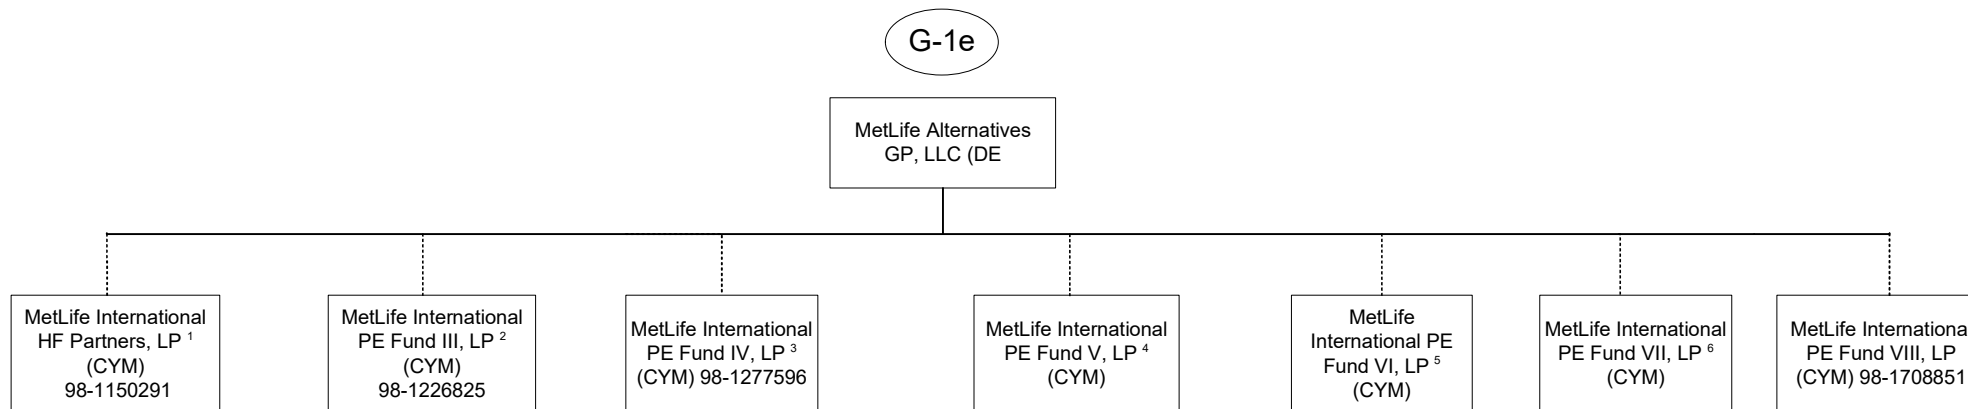 G-1e
MetLife Alternatives
GP, LLC (DE
MetLife International
HF Partners, LP 1
(CYM)
98-1150291
MetLife International
PE Fund III, LP 2
(CYM)
98-1226825
MetLife International
PE Fund IV, LP 3
(CYM) 98-1277596
MetLife International
PE Fund V, LP 4
(CYM)
MetLife
International PE
Fund VI, LP 5
(CYM)
MetLife International
PE Fund VII, LP 6
(CYM)
MetLife International
PE Fund VIII, LP
(CYM) 98-1708851